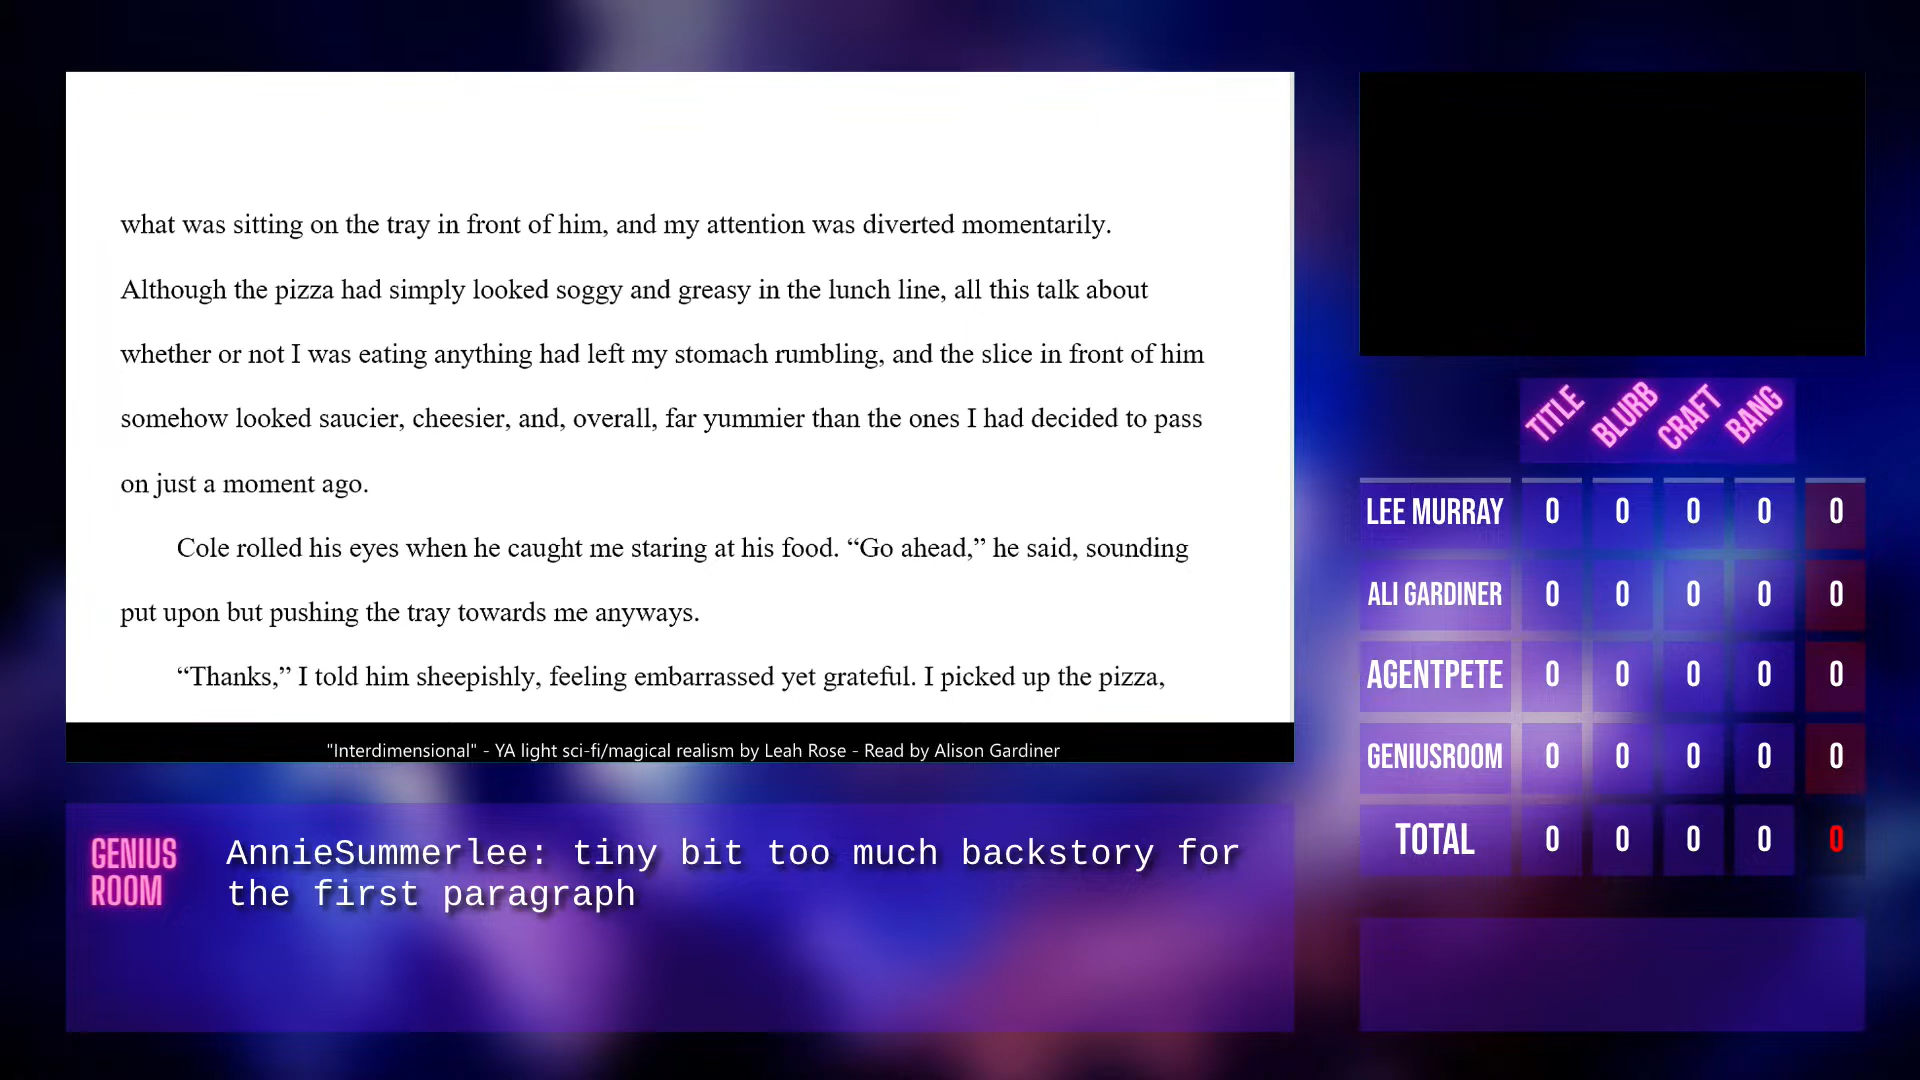 what was sitting on the tray in front of him, and my attention was diverted momentarily.
Although the pizza had simply looked soggy and greasy in the lunch line, all this talk about
whether or not I was eating anything had left my stomach rumbling, and the slice in front of him
somehow looked saucier, cheesier, and, overall, far yummier than the ones I had decided to pass
on just a moment ago.
Cole rolled his eyes when he caught me staring at his food. “Go ahead,” he said, sounding
put upon but pushing the tray towards me anyways.
“Thanks,” I told him sheepishly, feeling embarrassed yet grateful. I picked up the pizza,
"Interdimensional" - YA light sci-fi/magical realism by Leah Rose - Read by Alison Gardiner
GENIUS
ROOM
AnnieSummerlee: tiny bit too much backstory for
the first paragraph
TITLE BLURB CRAFT BANG
LEE MURRAY 0 0 0 0 0
ALI GARDINER 0 0 0 0 0
AGENTPETE 0 0 0 0 0
GENIUSROOM 0 0 0 0 0
TOTAL 0 0 0 0 0